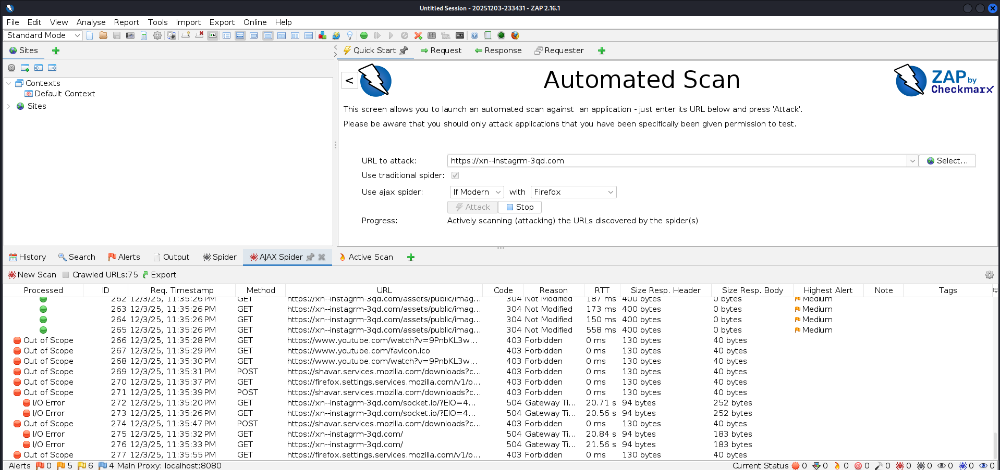 Untitled Session - 20251203-233431 - ZAP 2.16.1
File Edit View Analyse Report Tools Import Export Online Help
Standard Mode
Sites
Quick Start Request Response Requester
Contexts
Default Context
Sites
<
Automated Scan
ZAP by Checkmarx
This screen allows you to launch an automated scan against an application - just enter its URL below and press 'Attack'.
Please be aware that you should only attack applications that you have been specifically been given permission to test.
URL to attack: https://xn--instagrm-3qd.com Select...
Use traditional spider:
Use ajax spider: If Modern with Firefox
Attack Stop
Progress: Actively scanning (attacking) the URLs discovered by the spider(s)
History Search Alerts Output Spider AJAX Spider Active Scan
New Scan Crawled URLs:75 Export
Processed ID Req. Timestamp Method URL Code Reason RTT Size Resp. Header Size Resp. Body Highest Alert Note Tags
262 12/3/25, 11:35:26 PM GET https://xn--instagrm-3qd.com/assets/public/imag... 304 Not Modified 187 ms 400 bytes 0 bytes Medium
263 12/3/25, 11:35:26 PM GET https://xn--instagrm-3qd.com/assets/public/imag... 304 Not Modified 173 ms 400 bytes 0 bytes Medium
264 12/3/25, 11:35:26 PM GET https://xn--instagrm-3qd.com/assets/public/imag... 304 Not Modified 150 ms 400 bytes 0 bytes Medium
265 12/3/25, 11:35:26 PM GET https://xn--instagrm-3qd.com/assets/public/imag... 304 Not Modified 558 ms 400 bytes 0 bytes Medium
Out of Scope 266 12/3/25, 11:35:28 PM GET https://www.youtube.com/watch?v=9PnbKL3w... 403 Forbidden 0 ms 130 bytes 40 bytes
Out of Scope 267 12/3/25, 11:35:29 PM GET https://www.youtube.com/favicon.ico 403 Forbidden 0 ms 130 bytes 40 bytes
Out of Scope 268 12/3/25, 11:35:30 PM GET https://www.youtube.com/watch?v=9PnbKL3w... 403 Forbidden 0 ms 130 bytes 40 bytes
Out of Scope 269 12/3/25, 11:35:31 PM POST https://shavar.services.mozilla.com/downloads?c... 403 Forbidden 0 ms 130 bytes 40 bytes
Out of Scope 270 12/3/25, 11:35:37 PM GET https://firefox.settings.services.mozilla.com/v1/b... 403 Forbidden 0 ms 130 bytes 40 bytes
Out of Scope 271 12/3/25, 11:35:39 PM POST https://shavar.services.mozilla.com/downloads?c... 403 Forbidden 0 ms 130 bytes 40 bytes
I/O Error 272 12/3/25, 11:35:20 PM GET https://xn--instagrm-3qd.com/socket.io/?EIO=4... 504 Gateway Ti... 20.71 s 94 bytes 252 bytes
I/O Error 273 12/3/25, 11:35:26 PM GET https://xn--instagrm-3qd.com/socket.io/?EIO=4... 504 Gateway Ti... 20.56 s 94 bytes 252 bytes
Out of Scope 274 12/3/25, 11:35:47 PM POST https://shavar.services.mozilla.com/downloads?c... 403 Forbidden 0 ms 130 bytes 40 bytes
I/O Error 275 12/3/25, 11:35:32 PM GET https://xn--instagrm-3qd.com/ 504 Gateway Ti... 20.84 s 94 bytes 183 bytes
I/O Error 276 12/3/25, 11:35:33 PM GET https://xn--instagrm-3qd.com/ 504 Gateway Ti... 21.56 s 94 bytes 183 bytes
Out of Scope 277 12/3/25, 11:35:55 PM GET https://firefox.settings.services.mozilla.com/v1/b... 403 Forbidden 0 ms 130 bytes 40 bytes
Alerts 0 5 6 4 Main Proxy: localhost:8080 Current Status 0 0 0 0 0 0 0 0 0 0